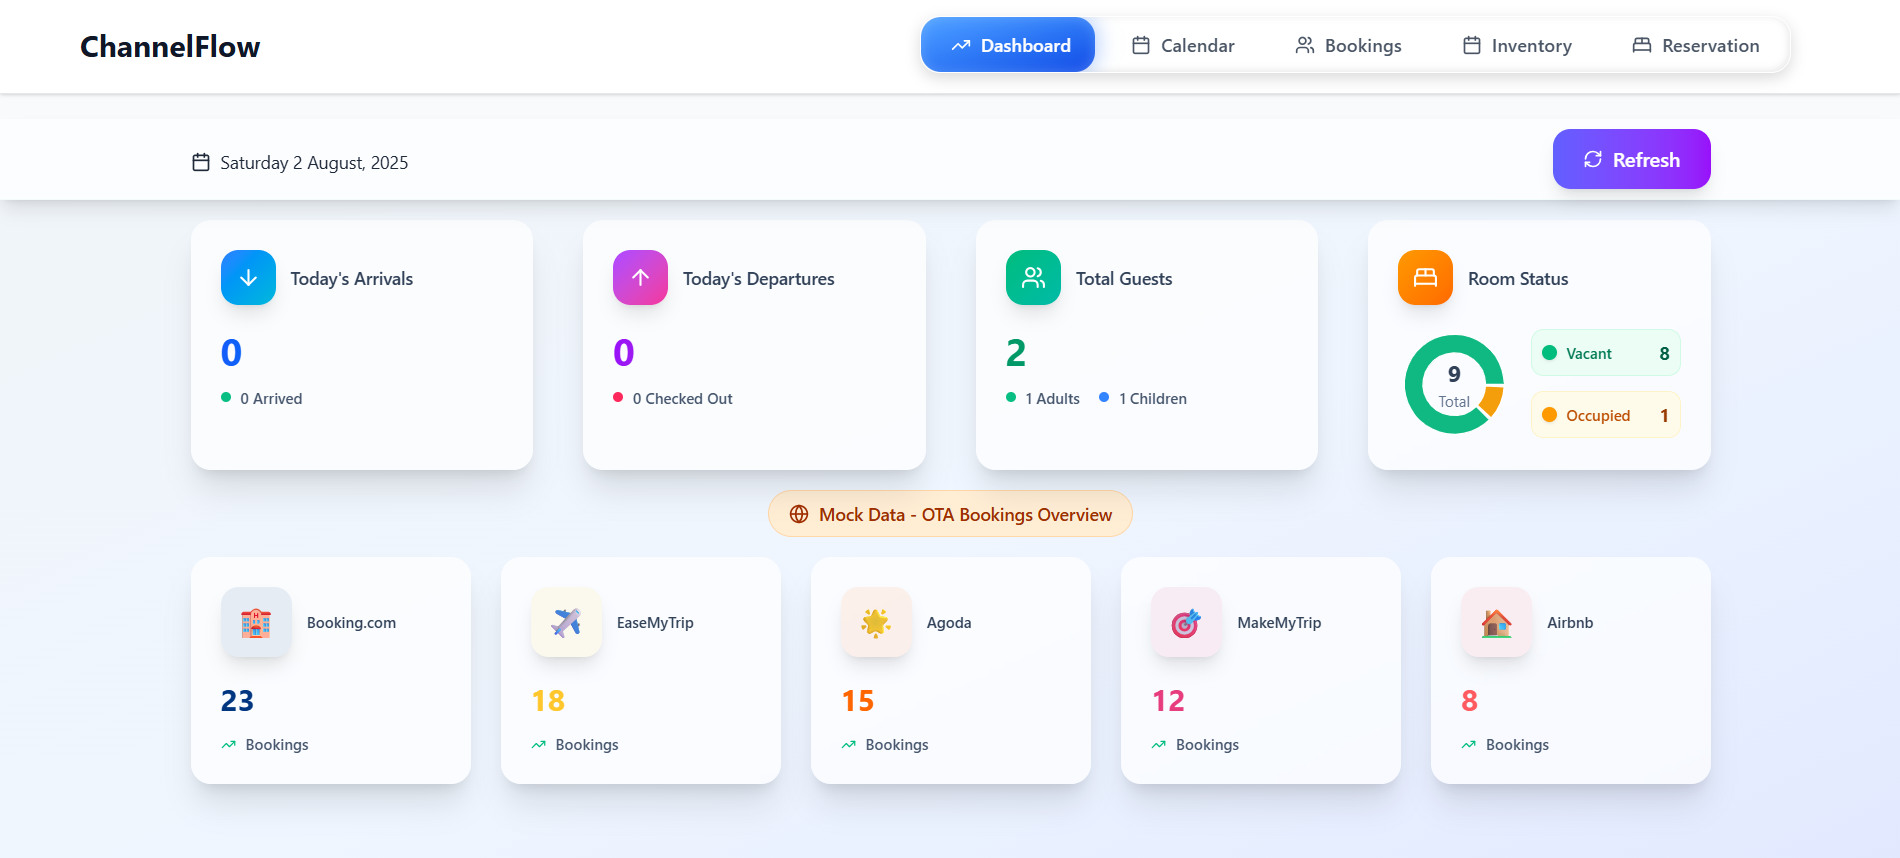 ChannelFlow
Dashboard
Calendar
Bookings
Inventory
Reservation
Saturday 2 August, 2025
Refresh
Today's Arrivals
0
0 Arrived
Today's Departures
0
0 Checked Out
Total Guests
2
1 Adults
1 Children
Room Status
9
Total
Vacant 8
Occupied 1
Mock Data - OTA Bookings Overview
Booking.com
23
Bookings
EaseMyTrip
18
Bookings
Agoda
15
Bookings
MakeMyTrip
12
Bookings
Airbnb
8
Bookings